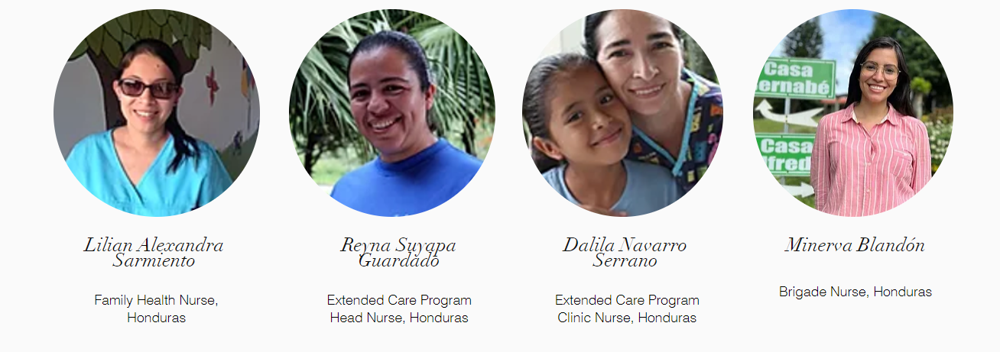 Casa
ernabé
Casa
lfred
Lilian Alexandra
Sarmiento
Family Health Nurse,
Honduras
Reyna Suyapa
Guardado
Extended Care Program
Head Nurse, Honduras
Dalila Navarro
Serrano
Extended Care Program
Clinic Nurse, Honduras
Minerva Blandón
Brigade Nurse, Honduras